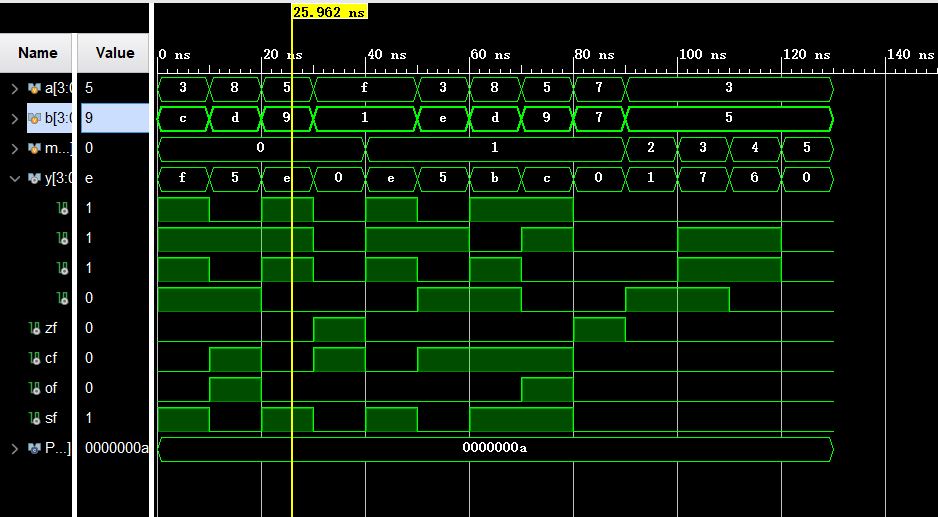 25.962 ns
Name Value 0 ns 20 ns 40 ns 60 ns 80 ns 100 ns 120 ns 140 ns
a[3:0 5 3 8 5 f 3 8 5 7 3
b[3:0 9 c d 9 1 e d 9 7 5
m...] 0 0 1 2 3 4 5
y[3:0 e f 5 e 0 e 5 b c 0 1 7 6 0
1
1
1
0
zf 0
cf 0
of 0
sf 1
P...] 0000000a 0000000a